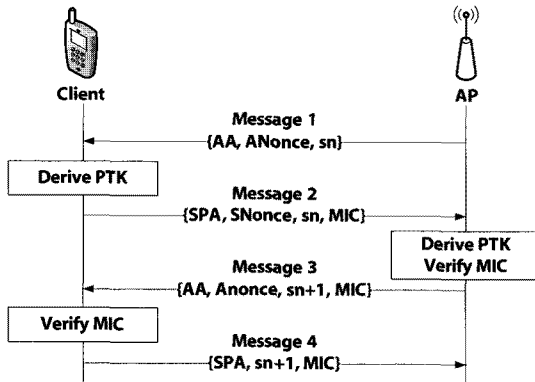 Client
AP
Message 1
{AA, ANonce, sn}
Derive PTK
Message 2
{SPA, SNonce, sn, MIC}
Derive PTK
Verify MIC
Message 3
{AA, Anonce, sn+1, MIC}
Verify MIC
Message 4
{SPA, sn+1, MIC}